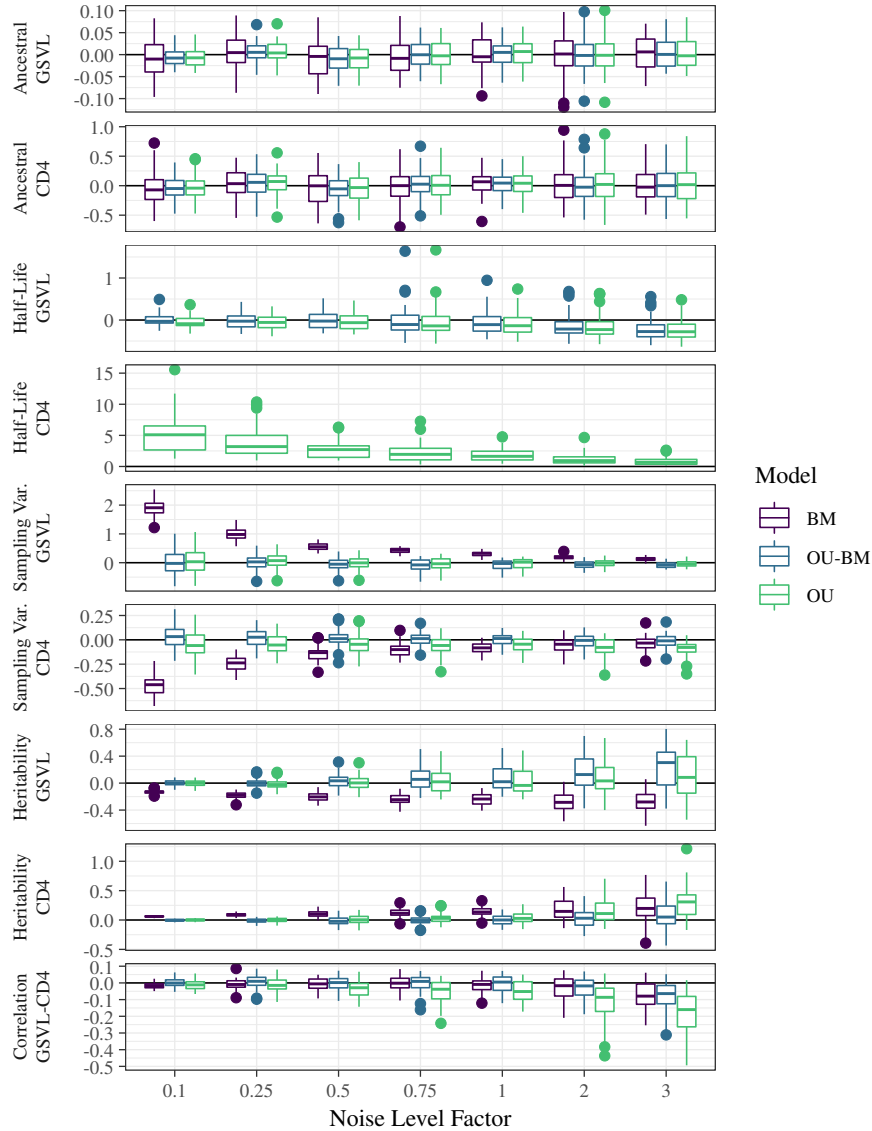 Ancestral
GSVL
0.10
0.05
0.00
-0.05
-0.10
Ancestral
CD4
1.0
0.5
0.0
-0.5
Half-Life
GSVL
1
0
Half-Life
CD4
15
10
5
0
Sampling Var.
GSVL
2
1
0
Sampling Var.
CD4
0.25
0.00
-0.25
-0.50
Heritability
GSVL
0.8
0.4
0.0
-0.4
Heritability
CD4
1.0
0.5
0.0
-0.5
Correlation
GSVL-CD4
0.1
0.0
-0.1
-0.2
-0.3
-0.4
-0.5
0.1 0.25 0.5 0.75 1 2 3
Noise Level Factor
Model
BM
OU-BM
OU